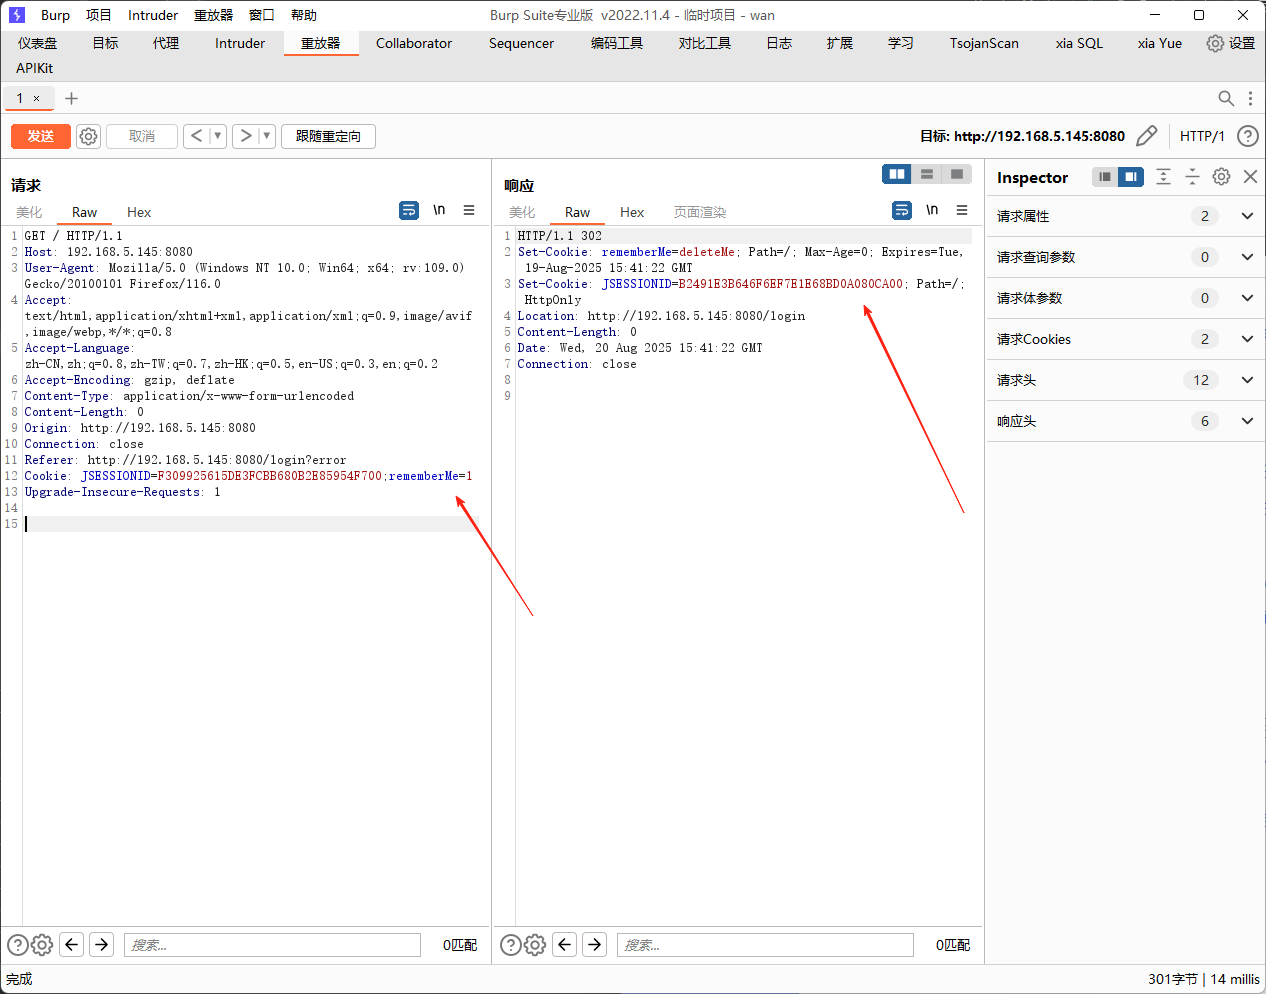 Burp 项目 Intruder 重放器 窗口 帮助 Burp Suite专业版 v2022.11.4 - 临时项目 - wan
仪表盘 目标 代理 Intruder 重放器 Collaborator Sequencer 编码工具 对比工具 日志 扩展 学习 TsojanScan xia SQL xia Yue 设置
APIKit
1 ×
发送 取消 < > 跟随重定向 目标: http://192.168.5.145:8080 HTTP/1
请求
美化 Raw Hex \n
1 GET / HTTP/1.1
2 Host: 192.168.5.145:8080
3 User-Agent: Mozilla/5.0 (Windows NT 10.0; Win64; x64; rv:109.0)
Gecko/20100101 Firefox/116.0
4 Accept:
text/html,application/xhtml+xml,application/xml;q=0.9,image/avif
,image/webp,*/*;q=0.8
5 Accept-Language:
zh-CN,zh;q=0.8,zh-TW;q=0.7,zh-HK;q=0.5,en-US;q=0.3,en;q=0.2
6 Accept-Encoding: gzip, deflate
7 Content-Type: application/x-www-form-urlencoded
8 Content-Length: 0
9 Origin: http://192.168.5.145:8080
10 Connection: close
11 Referer: http://192.168.5.145:8080/login?error
12 Cookie: JSESSIONID=F309925615DE3FCBB680B2E85954F700;rememberMe=1
13 Upgrade-Insecure-Requests: 1
14
15
搜索... 0匹配
响应
美化 Raw Hex 页面渲染 \n
1 HTTP/1.1 302
2 Set-Cookie: rememberMe=deleteMe; Path=/; Max-Age=0; Expires=Tue,
19-Aug-2025 15:41:22 GMT
3 Set-Cookie: JSESSIONID=B2491E3B646F6EF7E1E68BD0A080CA00; Path=/;
HttpOnly
4 Location: http://192.168.5.145:8080/login
5 Content-Length: 0
6 Date: Wed, 20 Aug 2025 15:41:22 GMT
7 Connection: close
8
9
搜索... 0匹配
Inspector
请求属性 2
请求查询参数 0
请求体参数 0
请求Cookies 2
请求头 12
响应头 6
完成 301字节 | 14 millis